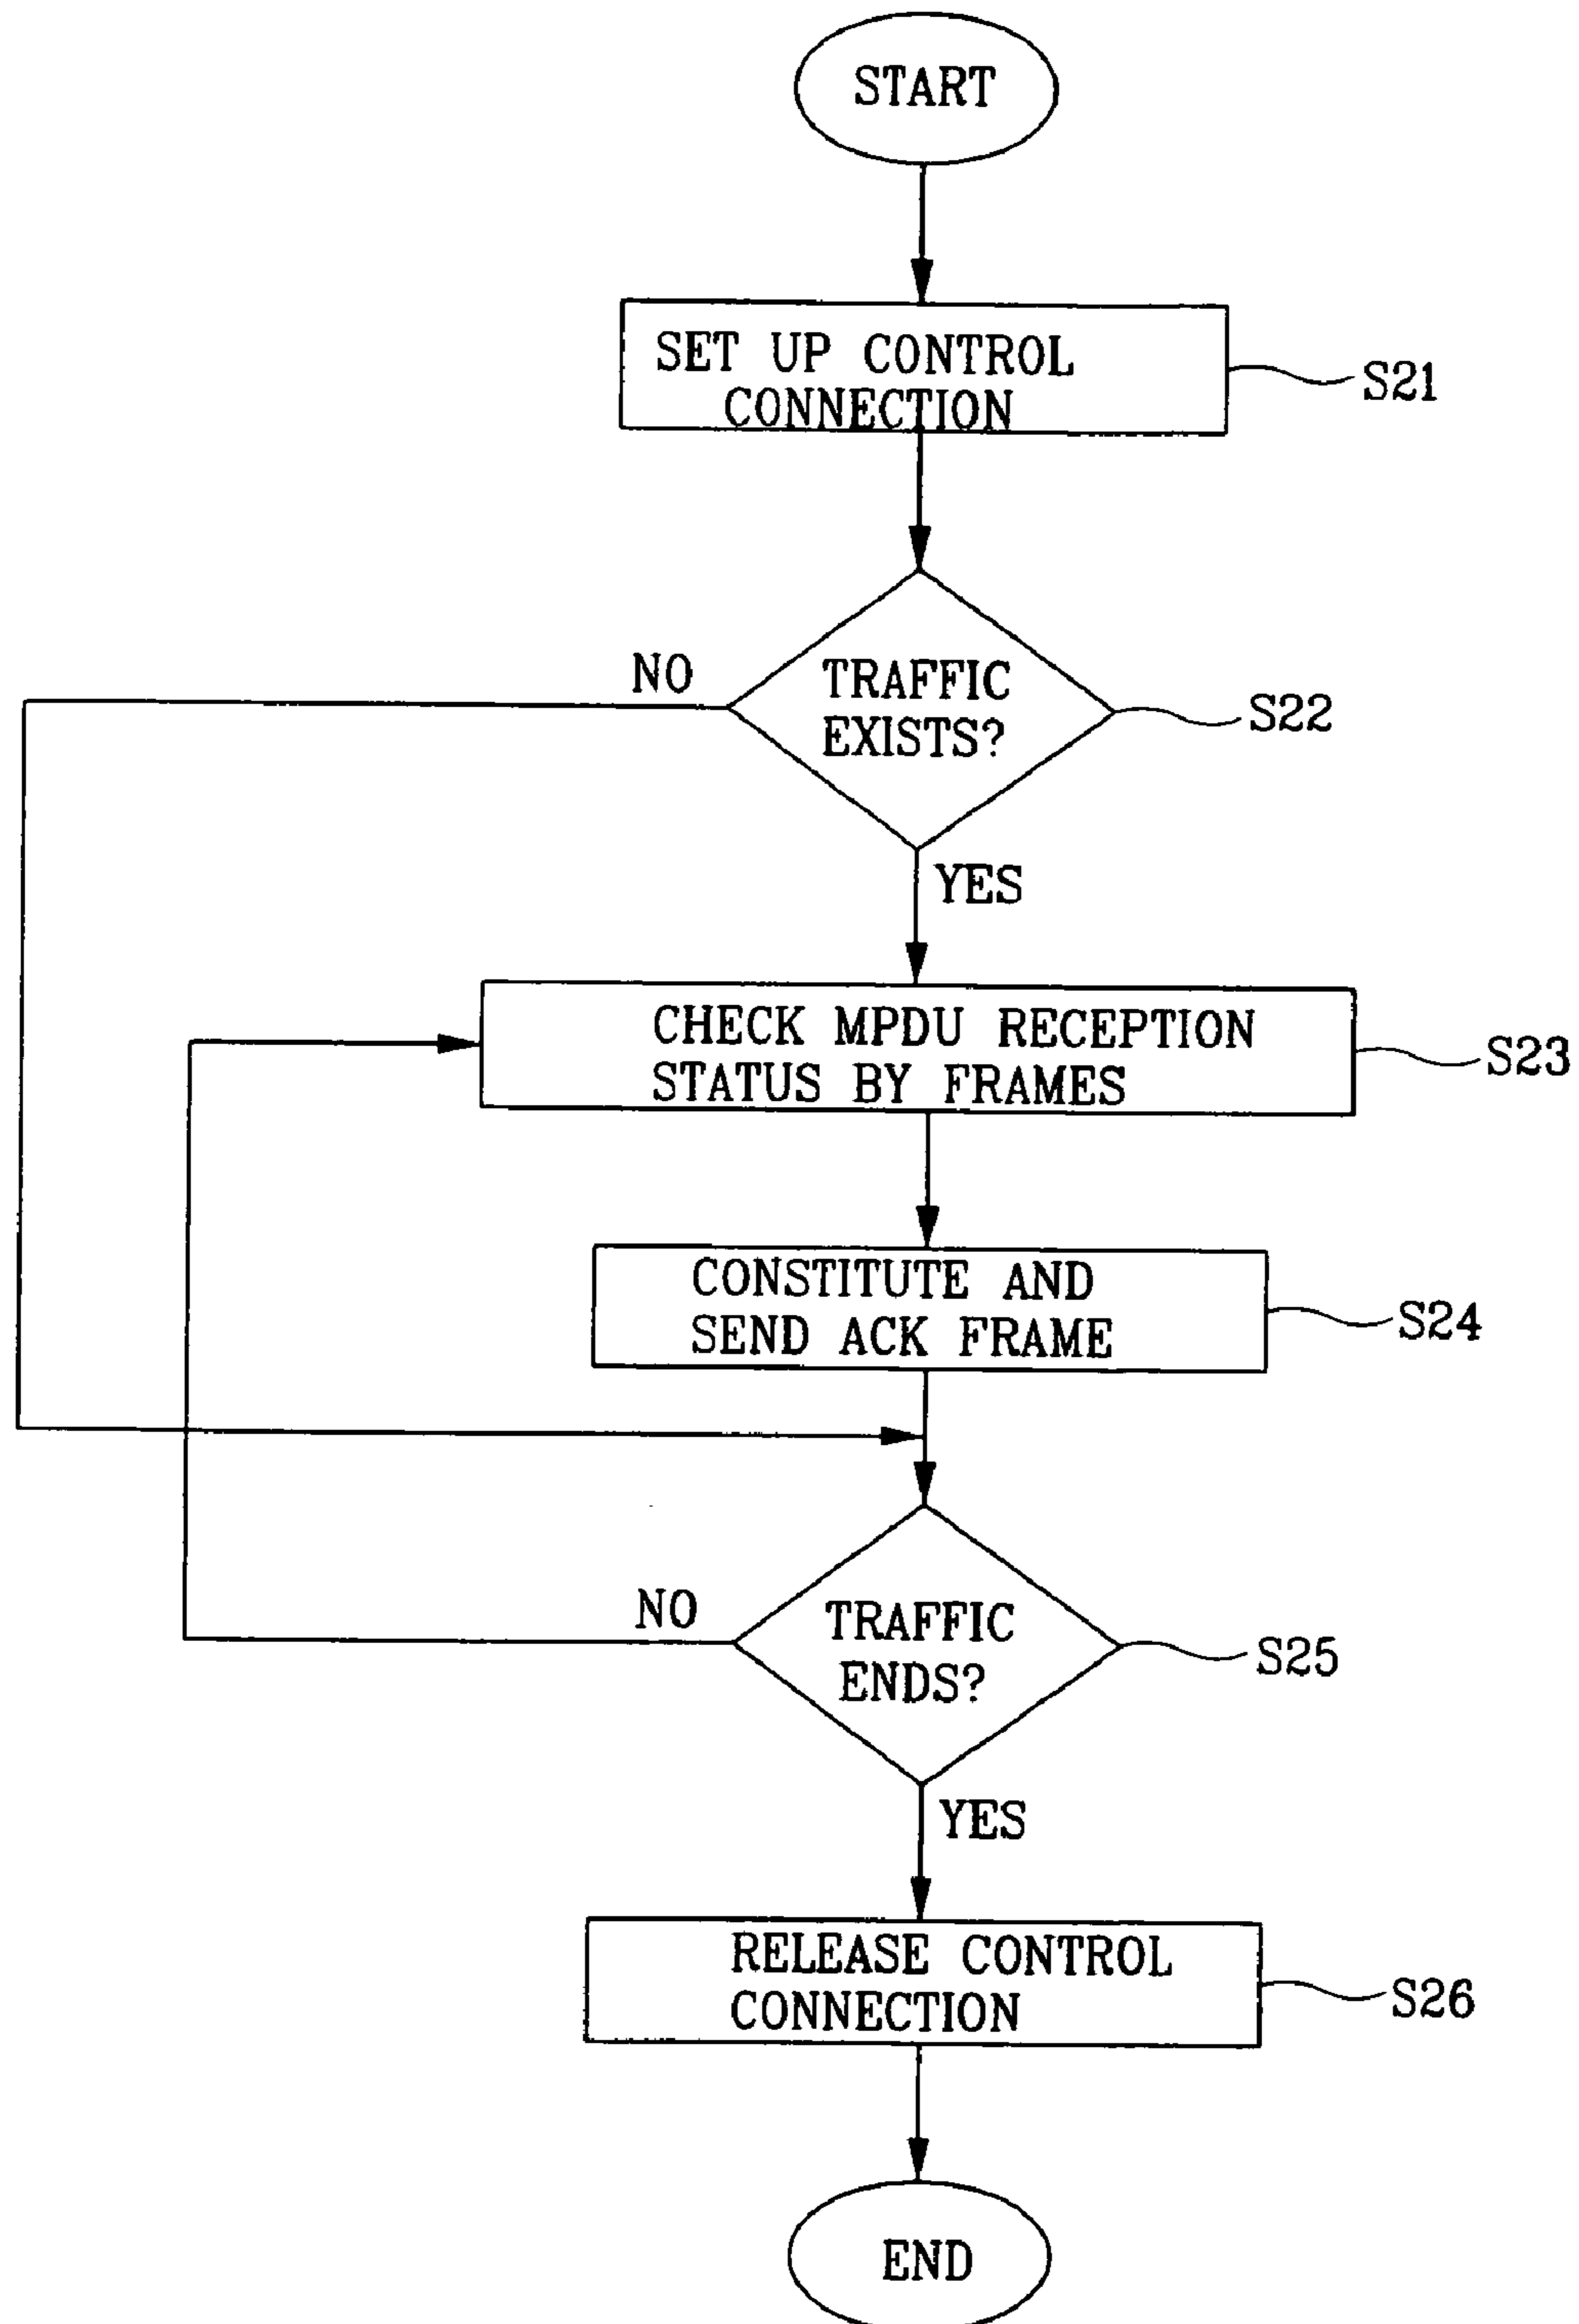 START
SET UP CONTROL
CONNECTION
S21
NO
TRAFFIC
EXISTS?
S22
YES
CHECK MPDU RECEPTION
STATUS BY FRAMES
S23
CONSTITUTE AND
SEND ACK FRAME
S24
NO
TRAFFIC
ENDS?
S25
YES
RELEASE CONTROL
CONNECTION
S26
END